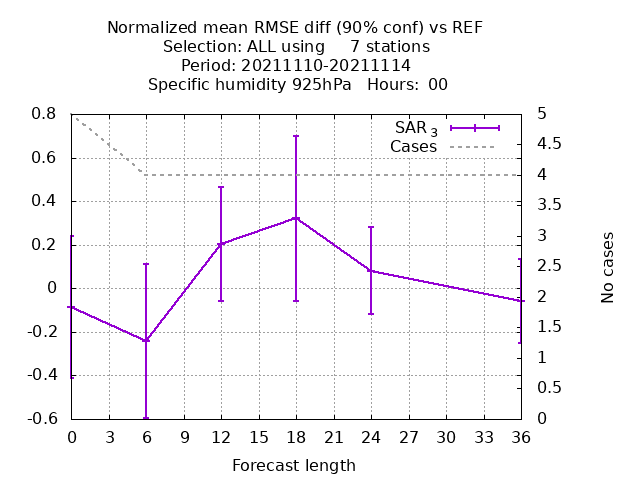 Normalized mean RMSE diff (90% conf) vs REF
Selection: ALL using     7 stations
Period: 20211110-20211114
Specific humidity 925hPa   Hours:  00
SAR 3
Cases
0.8
0.6
0.4
0.2
0
-0.2
-0.4
-0.6
5
4.5
4
3.5
3
2.5
2
1.5
1
0.5
0
No cases
0 3 6 9 12 15 18 21 24 27 30 33 36
Forecast length